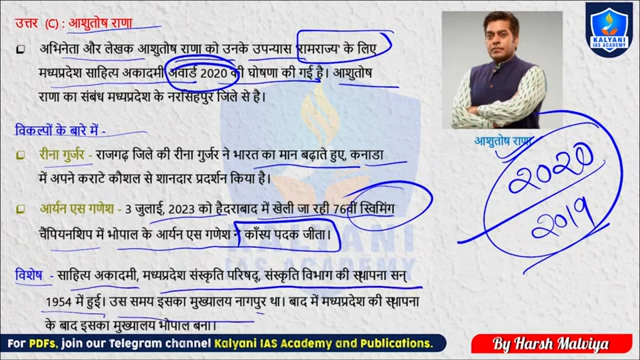 उत्तर (C) : आशुतोष राणा
अभिनेता और लेखक आशुतोष राणा को उनके उपन्यास 'रामराज्य' के लिए
मध्यप्रदेश साहित्य अकादमी अवार्ड 2020 की घोषणा की गई है। आशुतोष
राणा का संबंध मध्यप्रदेश के नरसिंहपुर जिले से है।
KALYANI
IAS ACADEMY
आशुतोष राणा
2020
2019
विकल्पों के बारे में -
रीना गुर्जर - राजगढ़ जिले की रीना गुर्जर ने भारत का मान बढ़ाते हुए, कनाडा
में अपने कराटे कौशल से शानदार प्रदर्शन किया है।
आर्यन एस गणेश - 3 जुलाई, 2023 को हैदराबाद में खेली जा रही 76वीं स्विमिंग
चैंपियनशिप में भोपाल के आर्यन एस गणेश ने काँस्य पदक जीता।
KALYANI
IAS ACADEMY
विशेष - साहित्य अकादमी, मध्यप्रदेश संस्कृति परिषद्, संस्कृति विभाग की स्थापना सन्
1954 में हुई। उस समय इसका मुख्यालय नागपुर था। बाद में मध्यप्रदेश की स्थापना
के बाद इसका मुख्यालय भोपाल बना।
For PDFs, join our Telegram channel Kalyani IAS Academy and Publications.
By Harsh Malviya